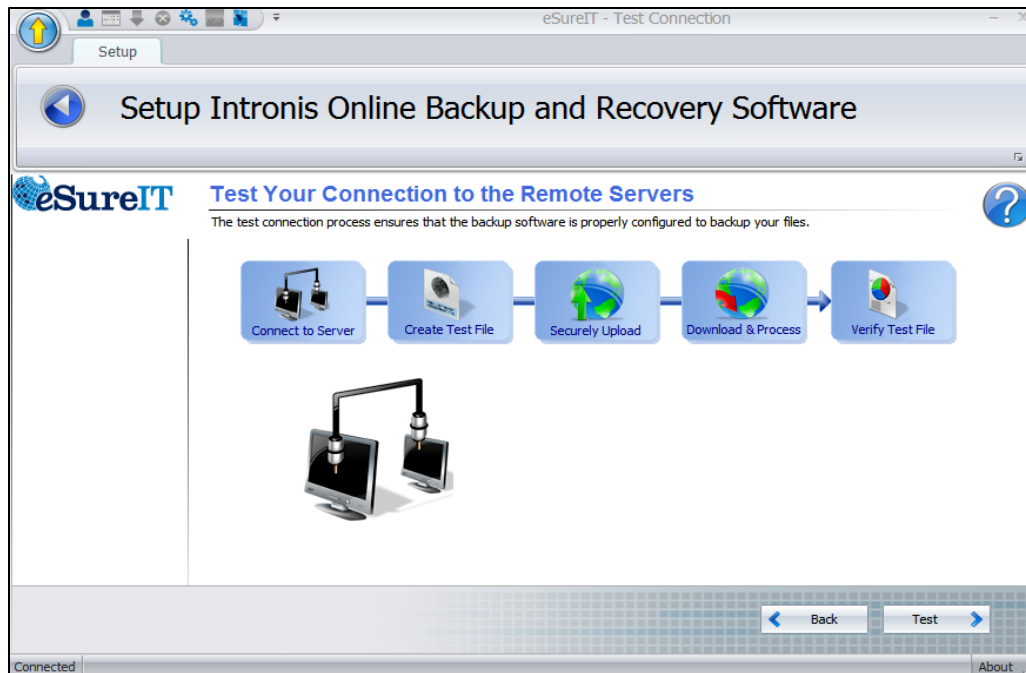 eSureIT - Test Connection
Setup
Setup Intronis Online Backup and Recovery Software
eSureIT
Test Your Connection to the Remote Servers
The test connection process ensures that the backup software is properly configured to backup your files.
Connect to Server
Create Test File
Securely Upload
Download & Process
Verify Test File
Back
Test
Connected
About